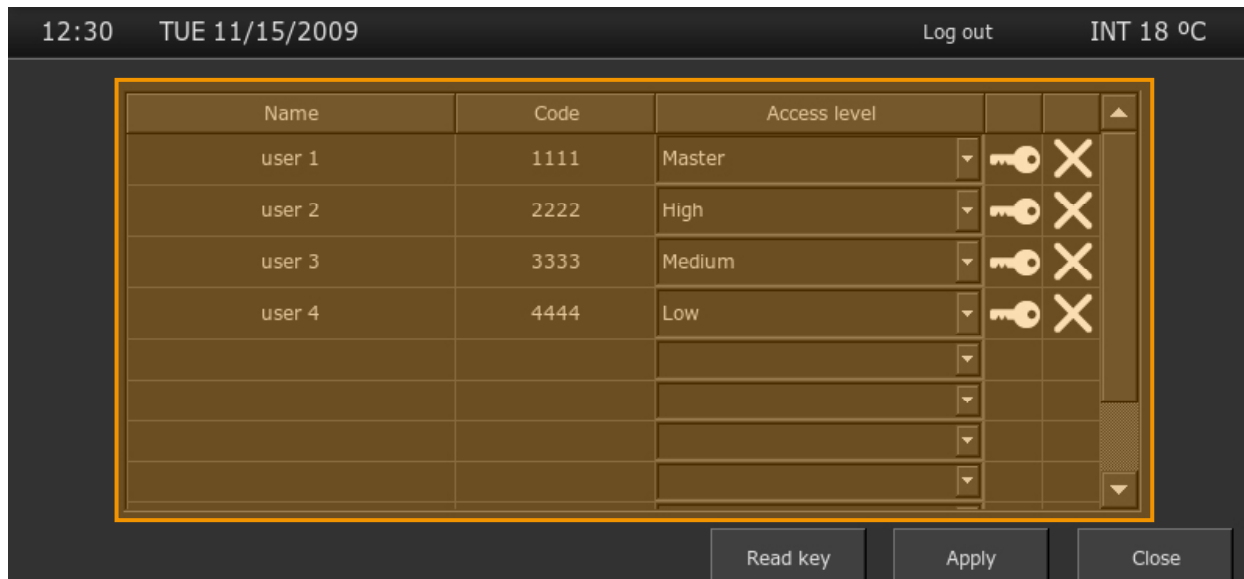 12:30 TUE 11/15/2009 Log out INT 18 ºC
Name Code Access level
user 1 1111 Master
user 2 2222 High
user 3 3333 Medium
user 4 4444 Low
Read key Apply Close